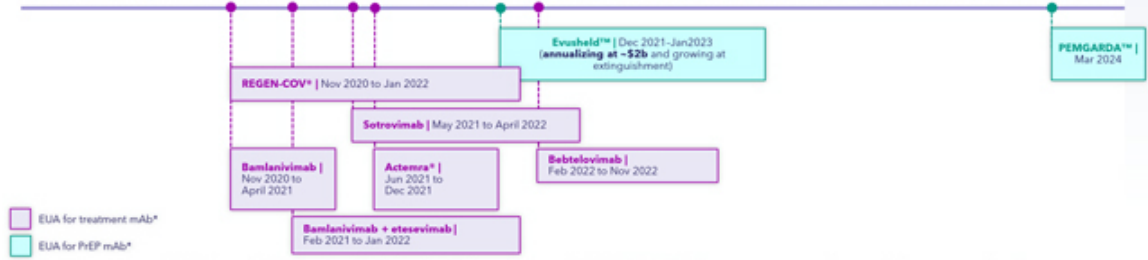 Evusheld™ | Dec 2021-Jan2023
(annualizing at ~$2b and growing at
extinguishment)
PEMGARDA™ |
Mar 2024
REGEN-COV® | Nov 2020 to Jan 2022
Sotrovimab | May 2021 to April 2022
Bamlanivimab |
Nov 2020 to
April 2021
Actemra® |
Jun 2021 to
Dec 2021
Bebtelovimab |
Feb 2022 to Nov 2022
Bamlanivimab + etesevimab |
Feb 2021 to Jan 2022
EUA for treatment mAb*
EUA for PrEP mAb*